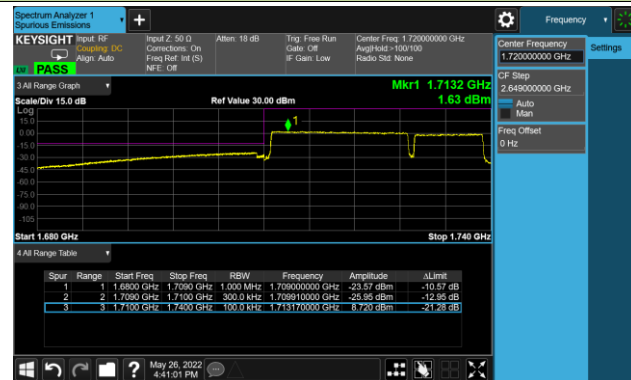 Spectrum Analyzer 1
Spurious Emissions
Frequency
KEYSIGHT
Input: RF
Coupling: DC
Align: Auto
Input Z: 50 Ω
Corrections: On
Freq Ref: Int (S)
NFE: Off
Atten: 18 dB
Trig: Free Run
Gate: Off
IF Gain: Low
Center Freq: 1.720000000 GHz
Avg|Hold:>100/100
Radio Std: None
PASS
3 All Range Graph
Mkr1 1.7132 GHz
Scale/Div 15.0 dB
Ref Value 30.00 dBm
1.63 dBm
Log
15.0
0.00
-15.0
-30.0
-45.0
-60.0
-75.0
-90.0
-105
1
Start 1.680 GHz
Stop 1.740 GHz
4 All Range Table
Spur Range Start Freq Stop Freq RBW Frequency Amplitude ΔLimit
1 1 1.6800 GHz 1.7090 GHz 1.000 MHz 1.709000000 GHz -23.57 dBm -10.57 dB
2 2 1.7090 GHz 1.7100 GHz 300.0 kHz 1.709910000 GHz -25.95 dBm -12.95 dB
3 3 1.7100 GHz 1.7400 GHz 100.0 kHz 1.713170000 GHz 8.720 dBm -21.28 dB
Center Frequency
1.720000000 GHz
Settings
CF Step
2.649000000 GHz
Auto
Man
Freq Offset
0 Hz
?
May 26, 2022
4:41:01 PM